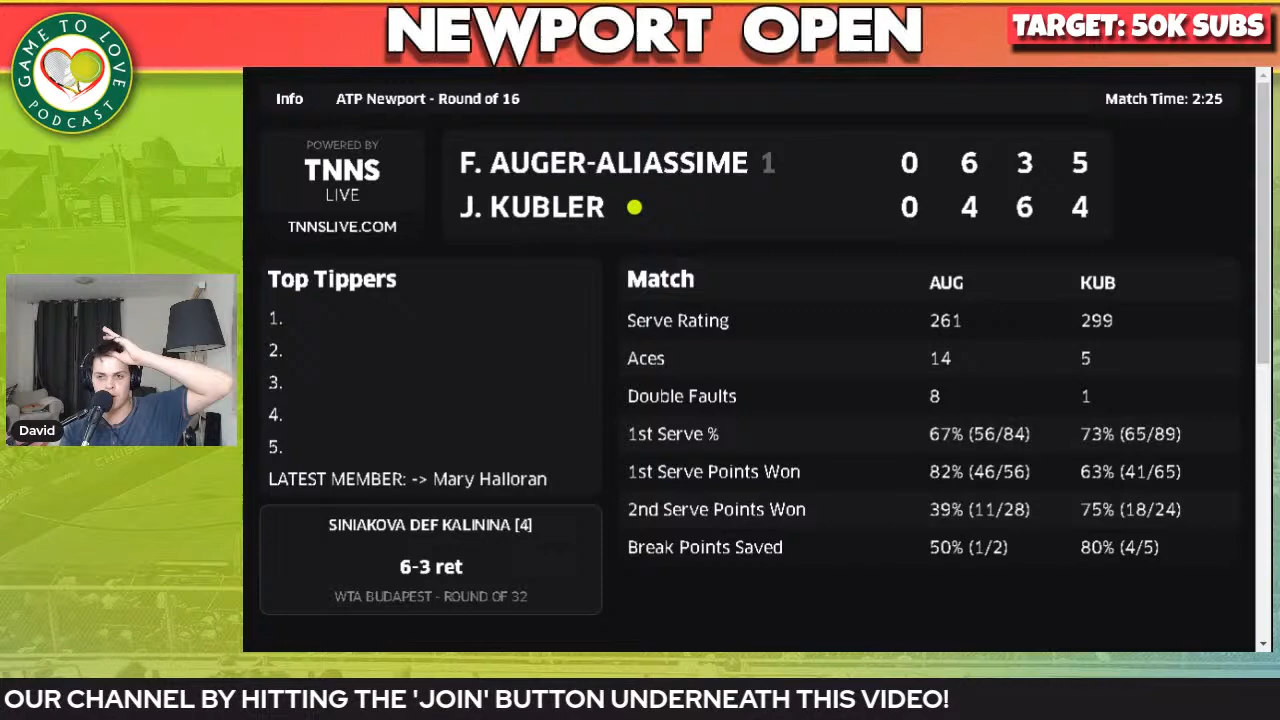 GAME TO LOVE
PODCAST
NEWPORT OPEN
TARGET: 50K SUBS
Info
ATP Newport - Round of 16
Match Time: 2:25
POWERED BY
TNNS
LIVE
TNNSLIVE.COM
F. AUGER-ALIASSIME 1 0 6 3 5
J. KUBLER 0 4 6 4
Top Tippers
1.
2.
3.
4.
5.
LATEST MEMBER: -> Mary Halloran
SINIAKOVA DEF KALININA [4]
6-3 ret
WTA BUDAPEST - ROUND OF 32
Match AUG KUB
Serve Rating 261 299
Aces 14 5
Double Faults 8 1
1st Serve % 67% (56/84) 73% (65/89)
1st Serve Points Won 82% (46/56) 63% (41/65)
2nd Serve Points Won 39% (11/28) 75% (18/24)
Break Points Saved 50% (1/2) 80% (4/5)
David
OUR CHANNEL BY HITTING THE 'JOIN' BUTTON UNDERNEATH THIS VIDEO!